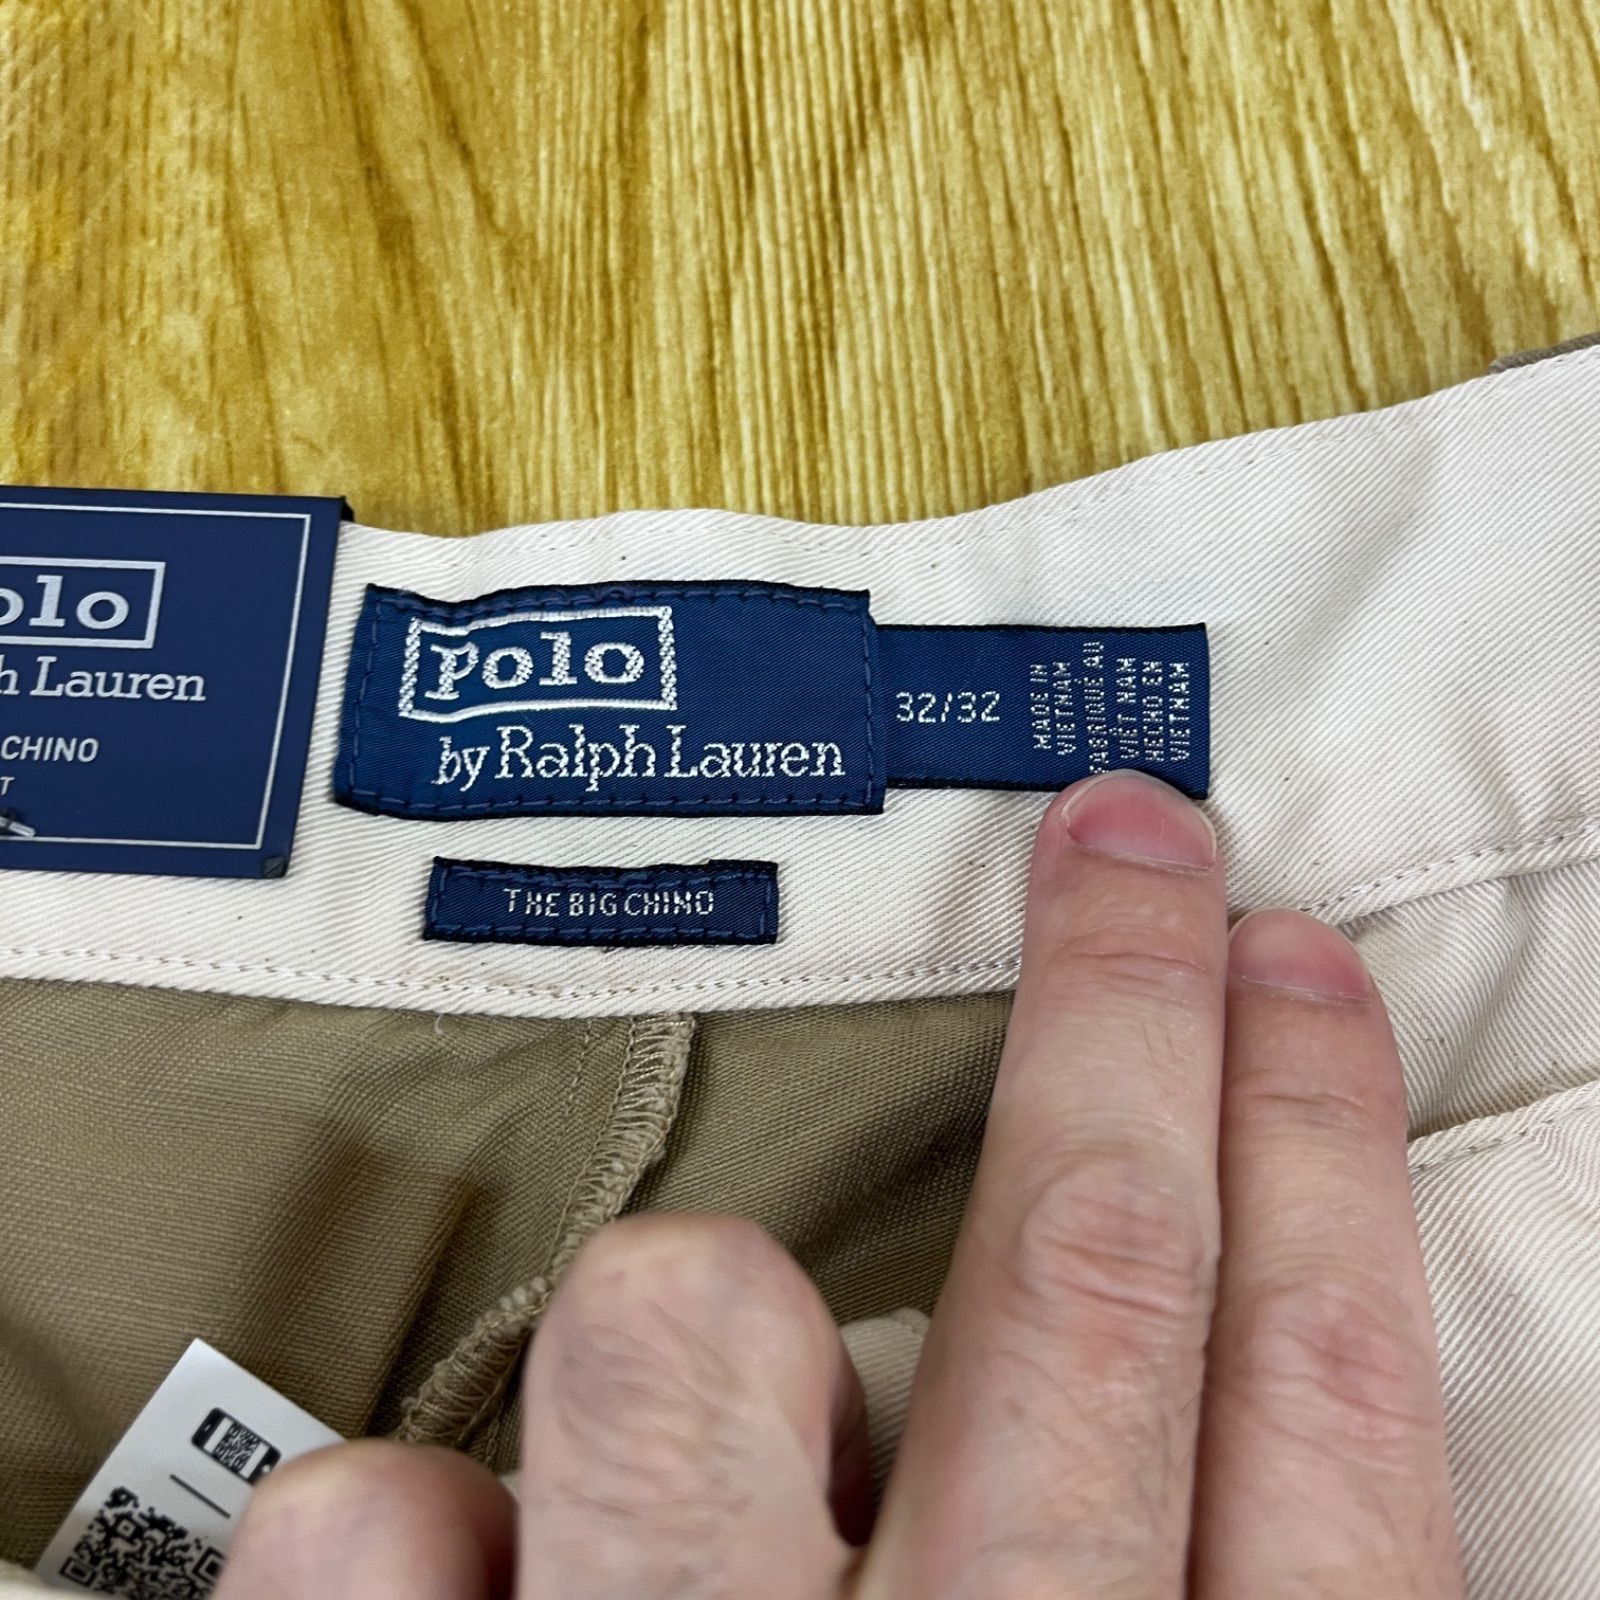 olo
h Lauren
CHINO
T
Polo
by Ralph Lauren
32/32
MADE IN
VIETNAM
FABRIQUÉ AU
VIÊT NAM
HECHO EN
VIETNAM
THE BIG CHINO